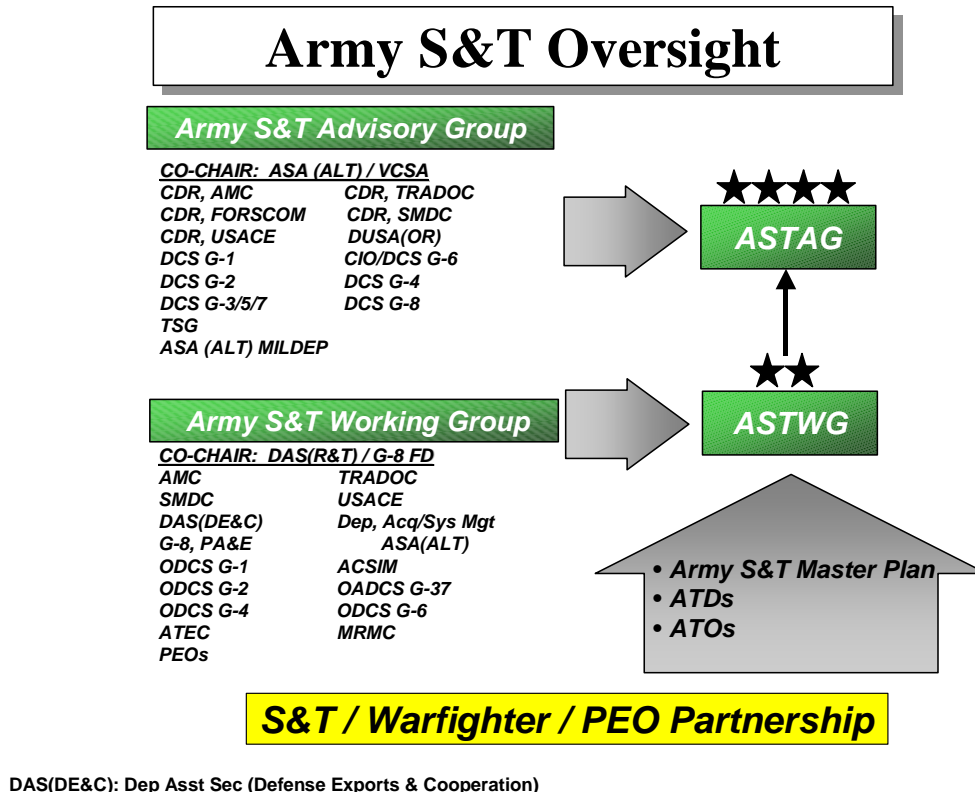 Army S&T Oversight
Army S&T Advisory Group
CO-CHAIR: ASA (ALT) / VCSA
CDR, AMC CDR, TRADOC
CDR, FORSCOM CDR, SMDC
CDR, USACE DUSA(OR)
DCS G-1 CIO/DCS G-6
DCS G-2 DCS G-4
DCS G-3/5/7 DCS G-8
TSG
ASA (ALT) MILDEP
ASTAG
Army S&T Working Group
CO-CHAIR: DAS(R&T) / G-8 FD
AMC TRADOC
SMDC USACE
DAS(DE&C) Dep, Acq/Sys Mgt
G-8, PA&E ASA(ALT)
ODCS G-1 ACSIM
ODCS G-2 OADCS G-37
ODCS G-4 ODCS G-6
ATEC MRMC
PEOs
ASTWG
• Army S&T Master Plan
• ATDs
• ATOs
S&T / Warfighter / PEO Partnership
DAS(DE&C): Dep Asst Sec (Defense Exports & Cooperation)